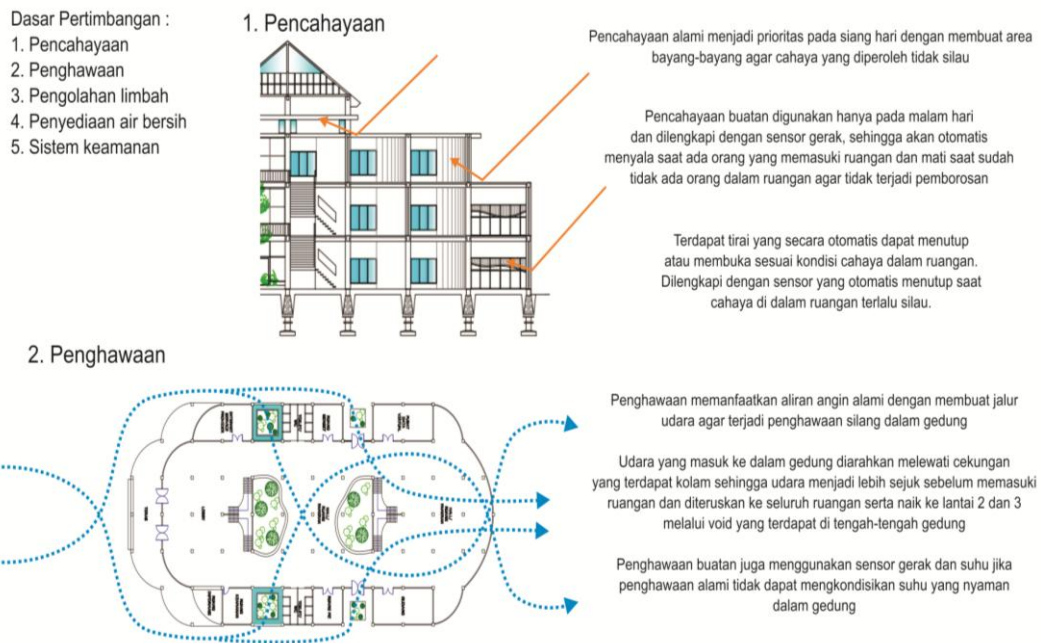 Dasar Pertimbangan :
1. Pencahayaan
2. Penghawaan
3. Pengolahan limbah
4. Penyediaan air bersih
5. Sistem keamanan
1. Pencahayaan
Pencahayaan alami menjadi prioritas pada siang hari dengan membuat area
bayang-bayang agar cahaya yang diperoleh tidak silau
Pencahayaan buatan digunakan hanya pada malam hari
dan dilengkapi dengan sensor gerak, sehingga akan otomatis
menyala saat ada orang yang memasuki ruangan dan mati saat sudah
tidak ada orang dalam ruangan agar tidak terjadi pemborosan
Terdapat tirai yang secara otomatis dapat menutup
atau membuka sesuai kondisi cahaya dalam ruangan.
Dilengkapi dengan sensor yang otomatis menutup saat
cahaya di dalam ruangan terlalu silau.
2. Penghawaan
Penghawaan memanfaatkan aliran angin alami dengan membuat jalur
udara agar terjadi penghawaan silang dalam gedung
Udara yang masuk ke dalam gedung diarahkan melewati cekungan
yang terdapat kolam sehingga udara menjadi lebih sejuk sebelum memasuki
ruangan dan diteruskan ke seluruh ruangan serta naik ke lantai 2 dan 3
melalui void yang terdapat di tengah-tengah gedung
Penghawaan buatan juga menggunakan sensor gerak dan suhu jika
penghawaan alami tidak dapat mengkondisikan suhu yang nyaman
dalam gedung